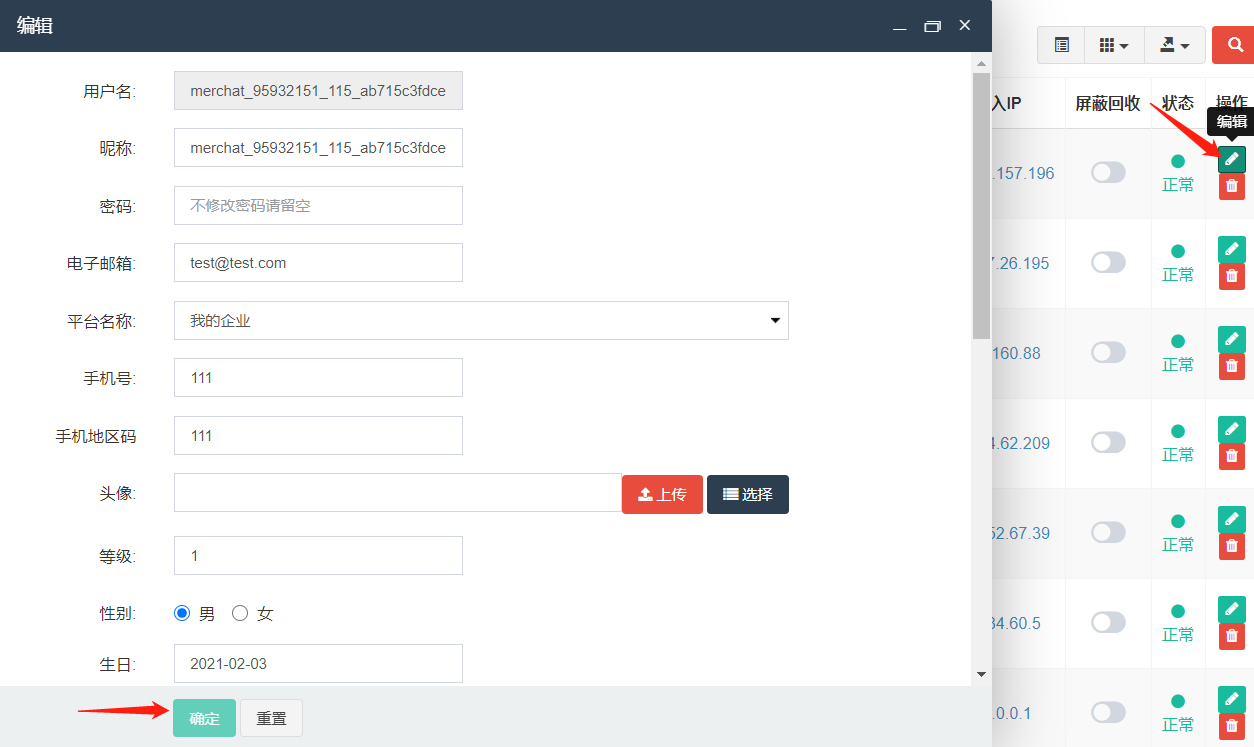 编辑
用户名: merchat_95932151_115_ab715c3fdce
昵称: merchat_95932151_115_ab715c3fdce
密码: 不修改密码请留空
电子邮箱: test@test.com
平台名称: 我的企业
手机号: 111
手机地区码 111
头像: 上传 选择
等级: 1
性别: 男 女
生日: 2021-02-03
确定 重置
入IP 屏蔽回收 状态 操作
编辑
.157.196 正常
7.26.195 正常
160.88 正常
4.62.209 正常
52.67.39 正常
34.60.5 正常
.0.0.1 正常